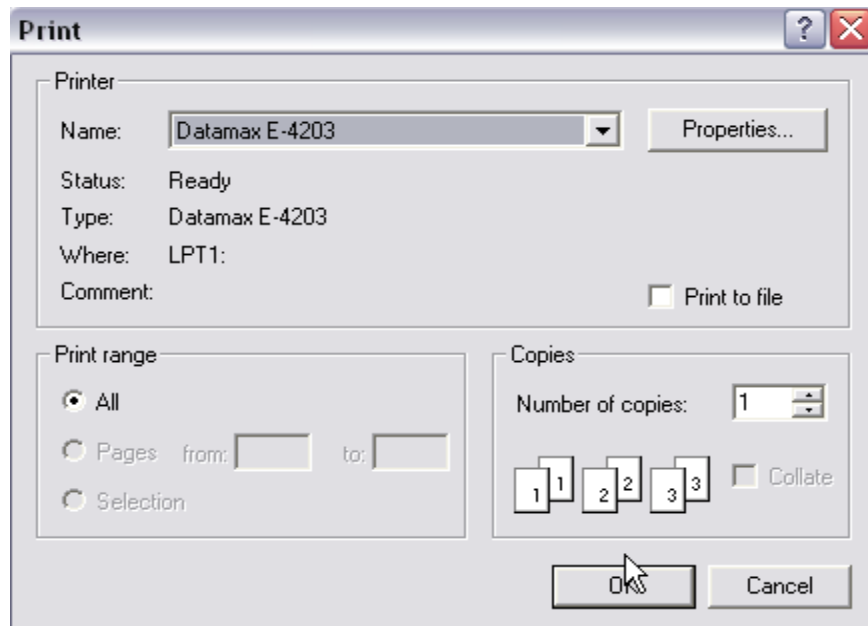 Print
Printer
Name: Datamax E-4203 Properties...
Status: Ready
Type: Datamax E-4203
Where: LPT1:
Comment: Print to file
Print range
All
Pages from: to:
Selection
Copies
Number of copies: 1
1 1 2 2 3 3 Collate
OK Cancel